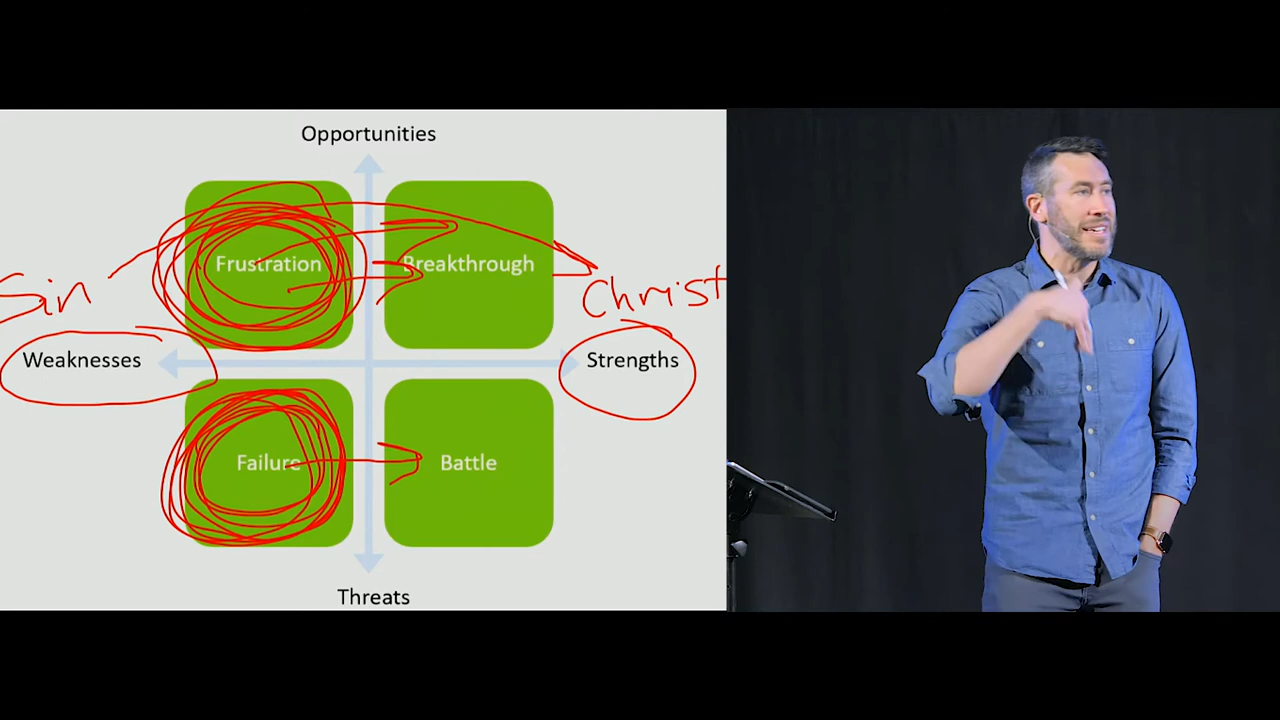 Opportunities
Frustration
Breakthrough
Sin
Christ
Weaknesses
Strengths
Failure
Battle
Threats